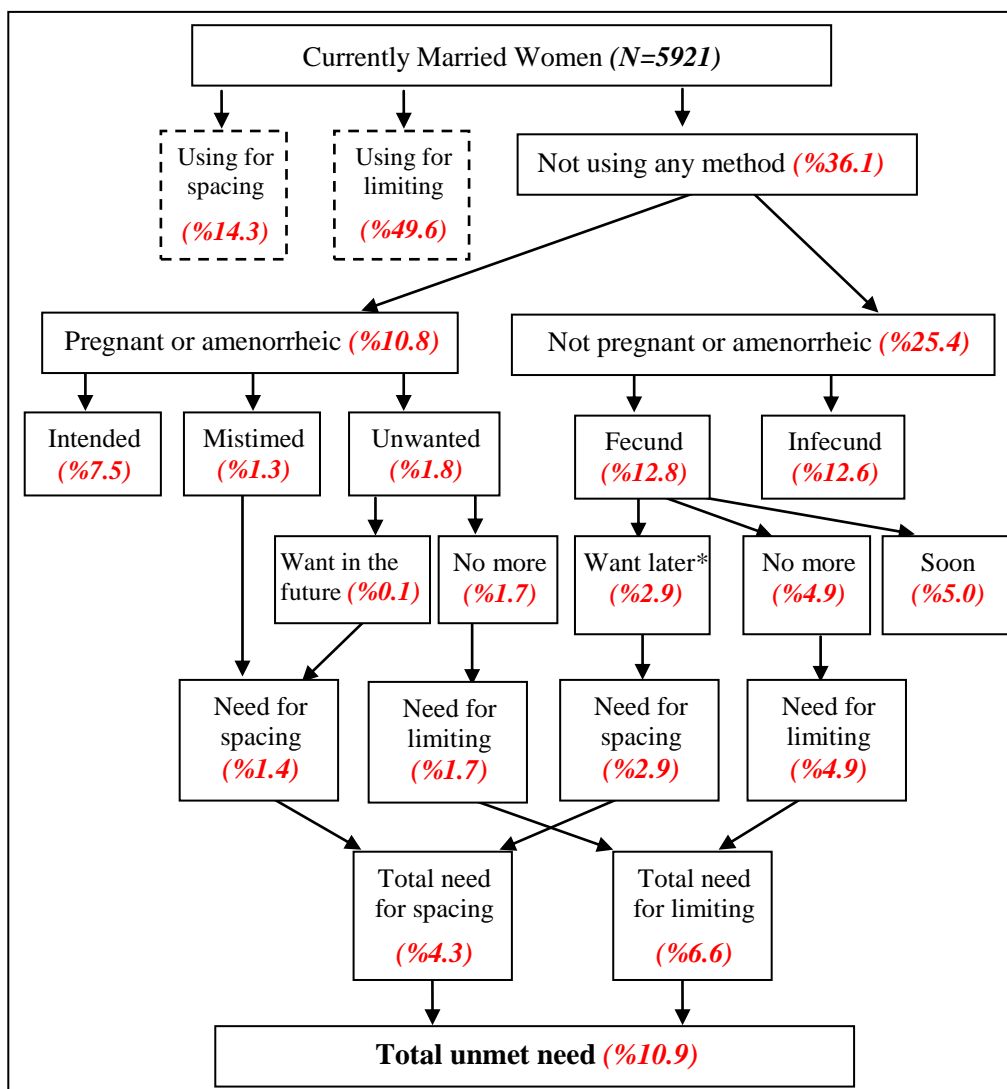 Currently Married Women (N=5921)
Using for
spacing
(%14.3)
Using for
limiting
(%49.6)
Not using any method (%36.1)
Pregnant or amenorrheic (%10.8)
Not pregnant or amenorrheic (%25.4)
Intended
(%7.5)
Mistimed
(%1.3)
Unwanted
(%1.8)
Fecund
(%12.8)
Infecund
(%12.6)
Want in the
future (%0.1)
No more
(%1.7)
Want later*
(%2.9)
No more
(%4.9)
Soon
(%5.0)
Need for
spacing
(%1.4)
Need for
limiting
(%1.7)
Need for
spacing
(%2.9)
Need for
limiting
(%4.9)
Total need
for spacing
(%4.3)
Total need
for limiting
(%6.6)
Total unmet need (%10.9)